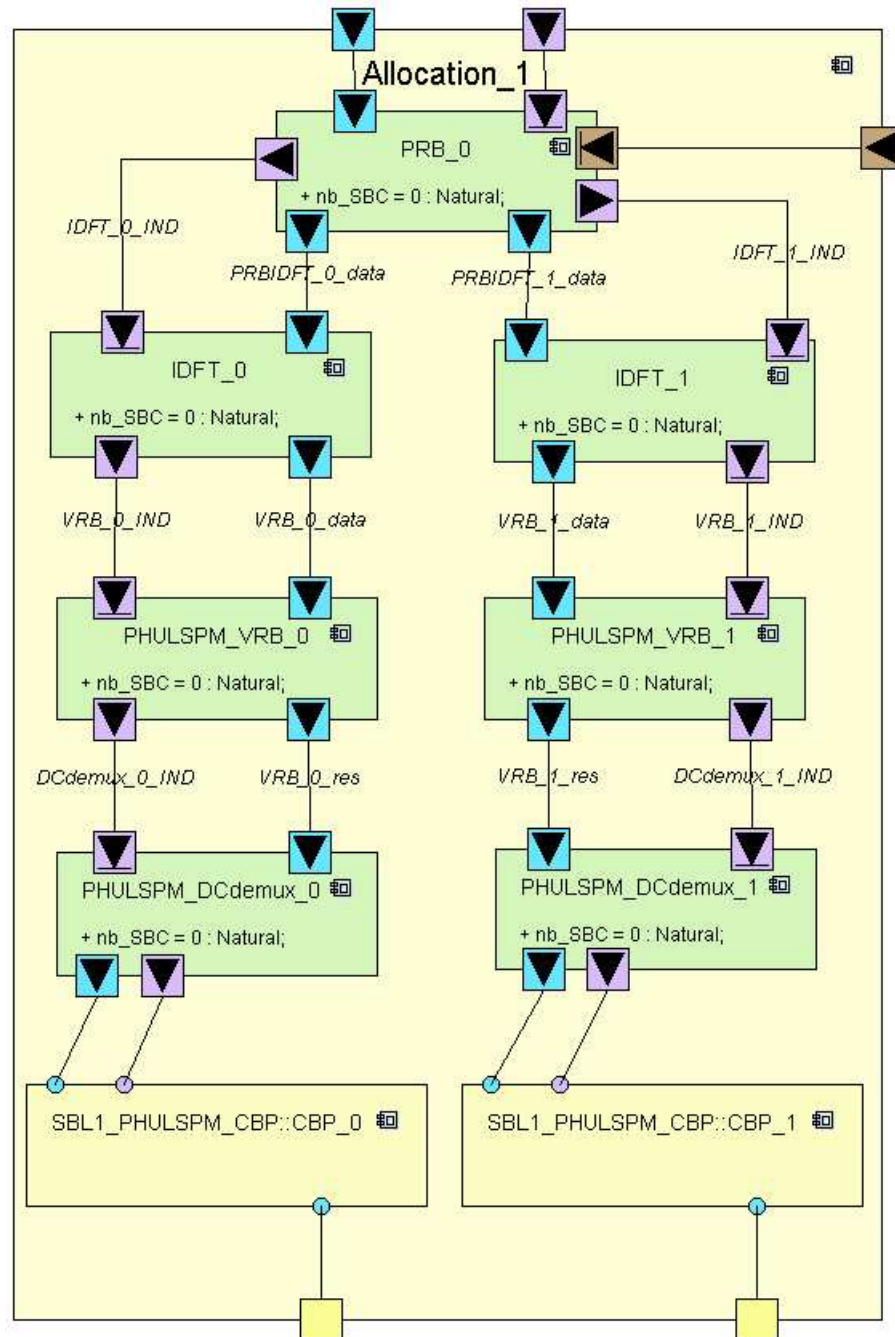 Allocation_1
PRB_0
+ nb_SBC = 0 : Natural;
IDFT_0_IND
PRBIDFT_0_data
PRBIDFT_1_data
IDFT_1_IND
IDFT_0
+ nb_SBC = 0 : Natural;
IDFT_1
+ nb_SBC = 0 : Natural;
VRB_0_IND
VRB_0_data
VRB_1_data
VRB_1_IND
PHULSPM_VRB_0
+ nb_SBC = 0 : Natural;
PHULSPM_VRB_1
+ nb_SBC = 0 : Natural;
DCdemux_0_IND
VRB_0_res
VRB_1_res
DCdemux_1_IND
PHULSPM_DCdemux_0
+ nb_SBC = 0 : Natural;
PHULSPM_DCdemux_1
+ nb_SBC = 0 : Natural;
SBL1_PHULSPM_CBP::CBP_0
SBL1_PHULSPM_CBP::CBP_1